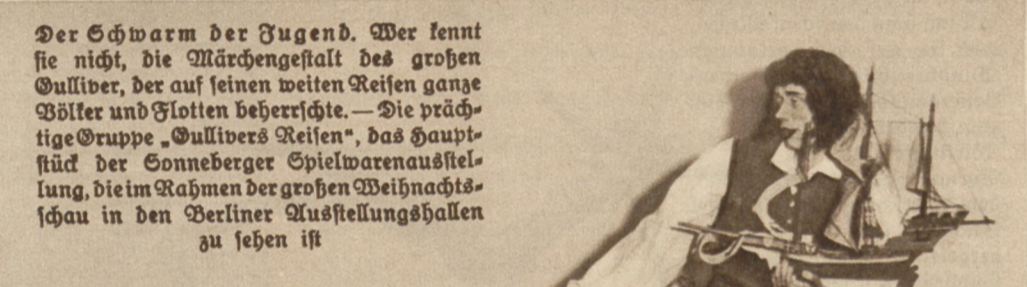 Der Schwarm der Jugend. Wer kennt
sie nicht, die Märchengestalt des großen
Gulliver, der auf seinen weiten Reisen ganze
Völker und Flotten beherrschte. — Die präch-
tige Gruppe „Gullivers Reisen“, das Haupt-
stück der Sonneberger Spielwarenausstel-
lung, die im Rahmen der großen Weihnachts-
schau in den Berliner Ausstellungshallen
zu sehen ist